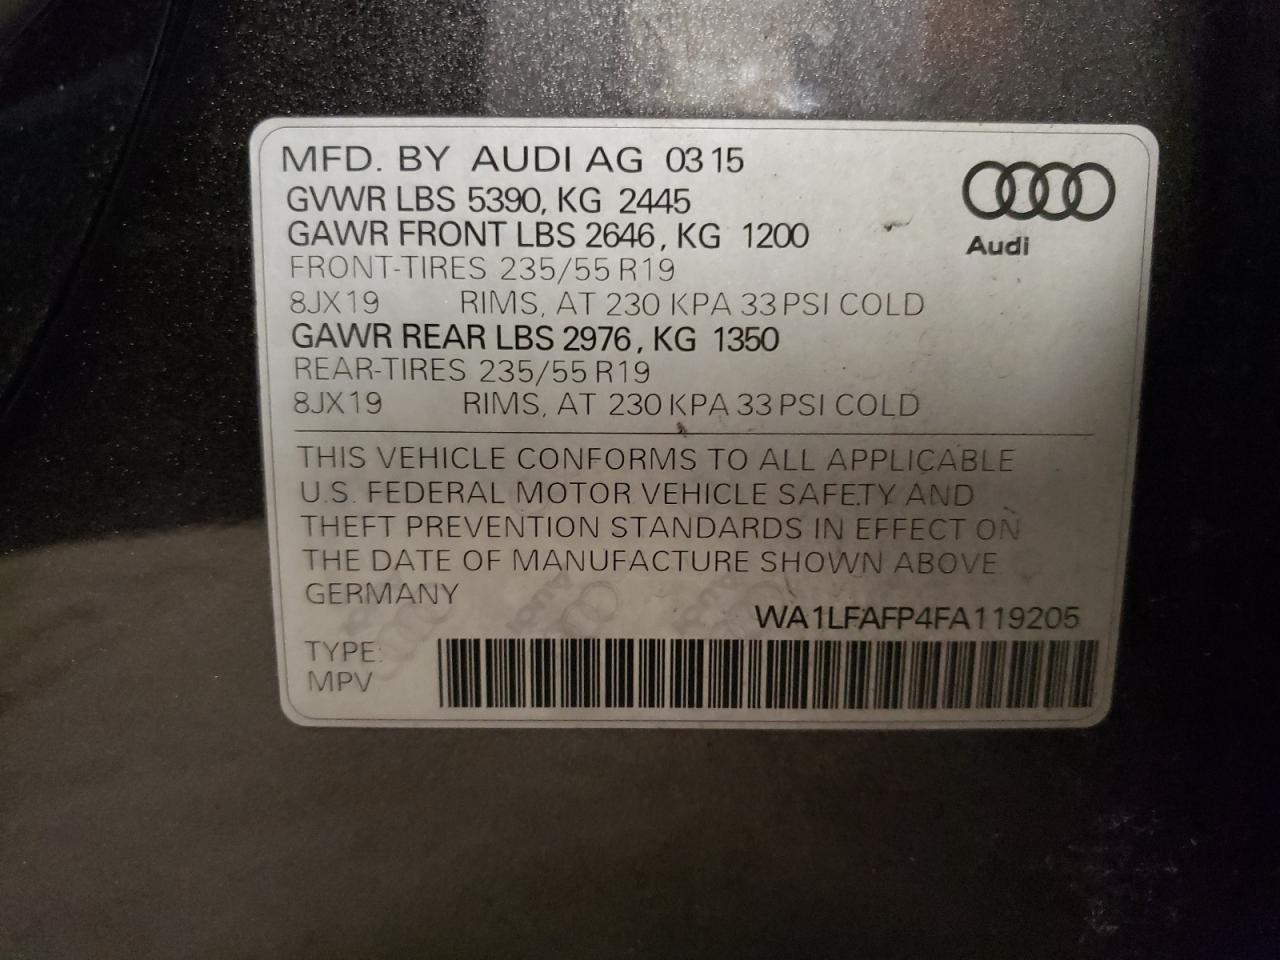 MFD. BY AUDI AG 03 15
GVWR LBS 5390, KG 2445
GAWR FRONT LBS 2646, KG 1200
FRONT-TIRES 235/55 R19
8JX19 RIMS, AT 230 KPA 33 PSI COLD
GAWR REAR LBS 2976, KG 1350
REAR-TIRES 235/55 R19
8JX19 RIMS, AT 230 KPA 33 PSI COLD
Audi
THIS VEHICLE CONFORMS TO ALL APPLICABLE
U.S. FEDERAL MOTOR VEHICLE SAFETY AND
THEFT PREVENTION STANDARDS IN EFFECT ON
THE DATE OF MANUFACTURE SHOWN ABOVE
GERMANY
WA1LFAFP4FA119205
TYPE:
MPV